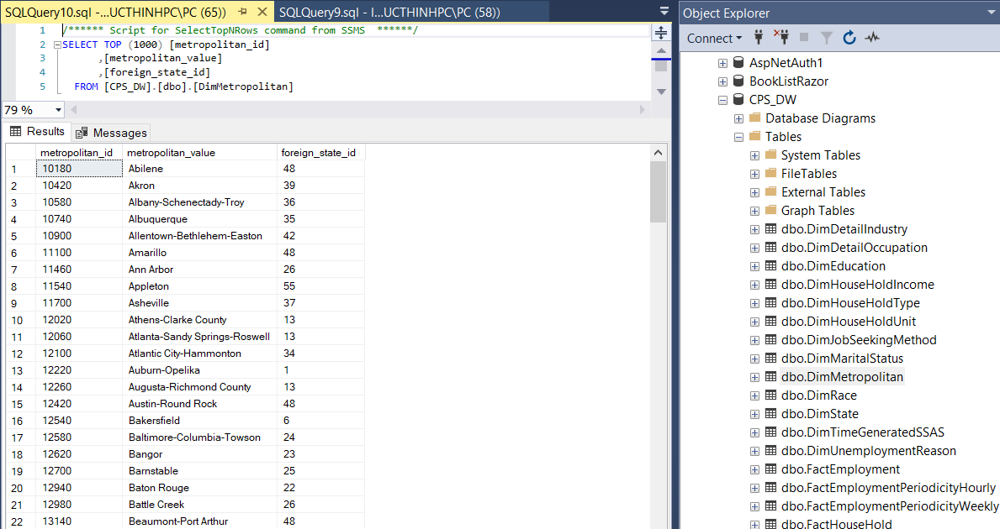 SQLQuery10.sql -...UCTHINHPC\PC (65))
SQLQuery9.sql - I...UCTHINHPC\PC (58))
1 /****** Script for SelectTopNRows command from SSMS ******/
2 SELECT TOP (1000) [metropolitan_id]
3 ,[metropolitan_value]
4 ,[foreign_state_id]
5 FROM [CPS_DW].[dbo].[DimMetropolitan]
79 %
Results Messages
metropolitan_id metropolitan_value foreign_state_id
1 10180 Abilene 48
2 10420 Akron 39
3 10580 Albany-Schenectady-Troy 36
4 10740 Albuquerque 35
5 10900 Allentown-Bethlehem-Easton 42
6 11100 Amarillo 48
7 11460 Ann Arbor 26
8 11540 Appleton 55
9 11700 Asheville 37
10 12020 Athens-Clarke County 13
11 12060 Atlanta-Sandy Springs-Roswell 13
12 12100 Atlantic City-Hammonton 34
13 12220 Auburn-Opelika 1
14 12260 Augusta-Richmond County 13
15 12420 Austin-Round Rock 48
16 12540 Bakersfield 6
17 12580 Baltimore-Columbia-Towson 24
18 12620 Bangor 23
19 12700 Barnstable 25
20 12940 Baton Rouge 22
21 12980 Battle Creek 26
22 13140 Beaumont-Port Arthur 48
Object Explorer
Connect
AspNetAuth1
BookListRazor
CPS_DW
Database Diagrams
Tables
System Tables
FileTables
External Tables
Graph Tables
dbo.DimDetailIndustry
dbo.DimDetailOccupation
dbo.DimEducation
dbo.DimHouseHoldIncome
dbo.DimHouseHoldType
dbo.DimHouseHoldUnit
dbo.DimJobSeekingMethod
dbo.DimMaritalStatus
dbo.DimMetropolitan
dbo.DimRace
dbo.DimState
dbo.DimTimeGeneratedSSAS
dbo.DimUnemploymentReason
dbo.FactEmployment
dbo.FactEmploymentPeriodicityHourly
dbo.FactEmploymentPeriodicityWeekly
dbo.FactHouseHold